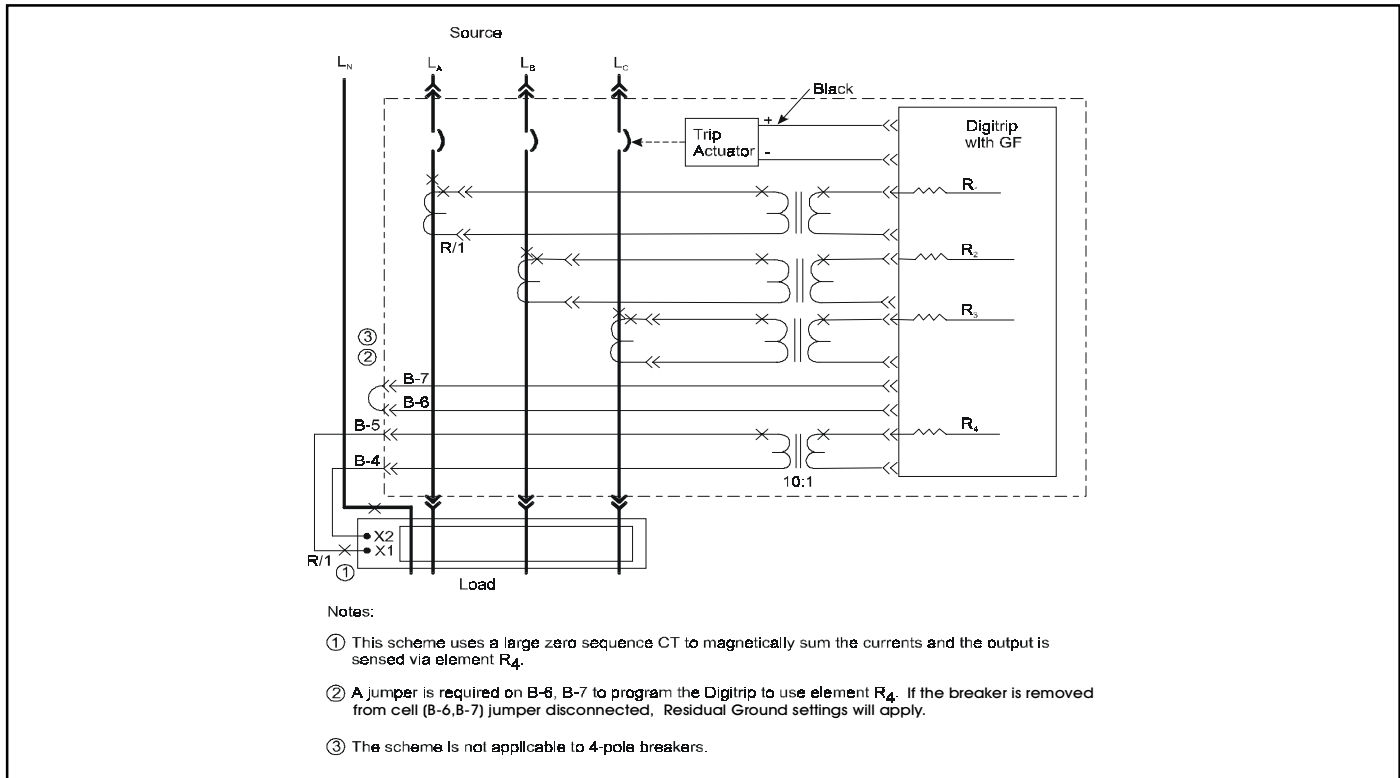 Source
L_N L_A L_B L_C
Black
Trip
Actuator
+
-
Digitrip
with GF
R/1
R₂
R₃
③
②
B-7
B-6
B-5
B-4
R₄
10:1
X2
X1
R/1
①
Load
Notes:
① This scheme uses a large zero sequence CT to magnetically sum the currents and the output is
sensed via element R₄.
② A jumper is required on B-6, B-7 to program the Digitrip to use element R₄. If the breaker is removed
from cell (B-6,B-7) jumper disconnected, Residual Ground settings will apply.
③ The scheme is not applicable to 4-pole breakers.